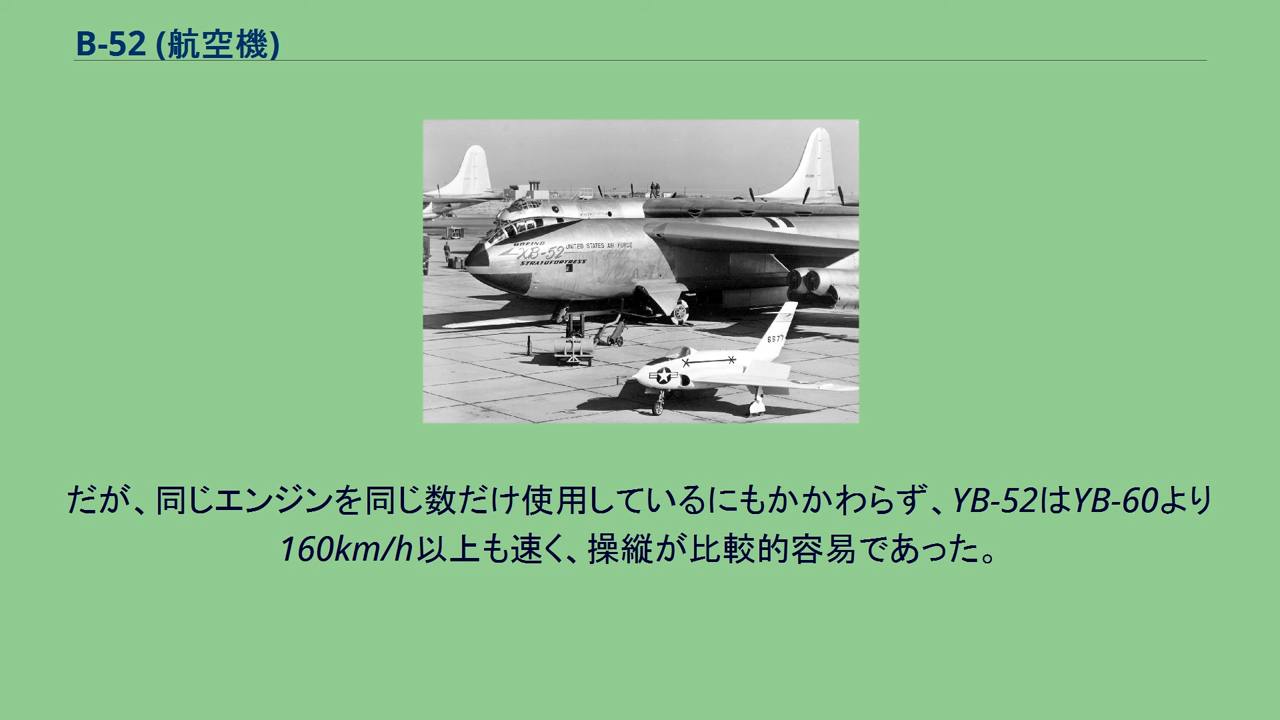 B-52 (航空機)
BOEING
XB-52
UNITED STATES AIR FORCE
STRATOFORTRESS
6677
だが、同じエンジンを同じ数だけ使用しているにもかかわらず、YB-52はYB-60より
160km/h以上も速く、操縦が比較的容易であった。